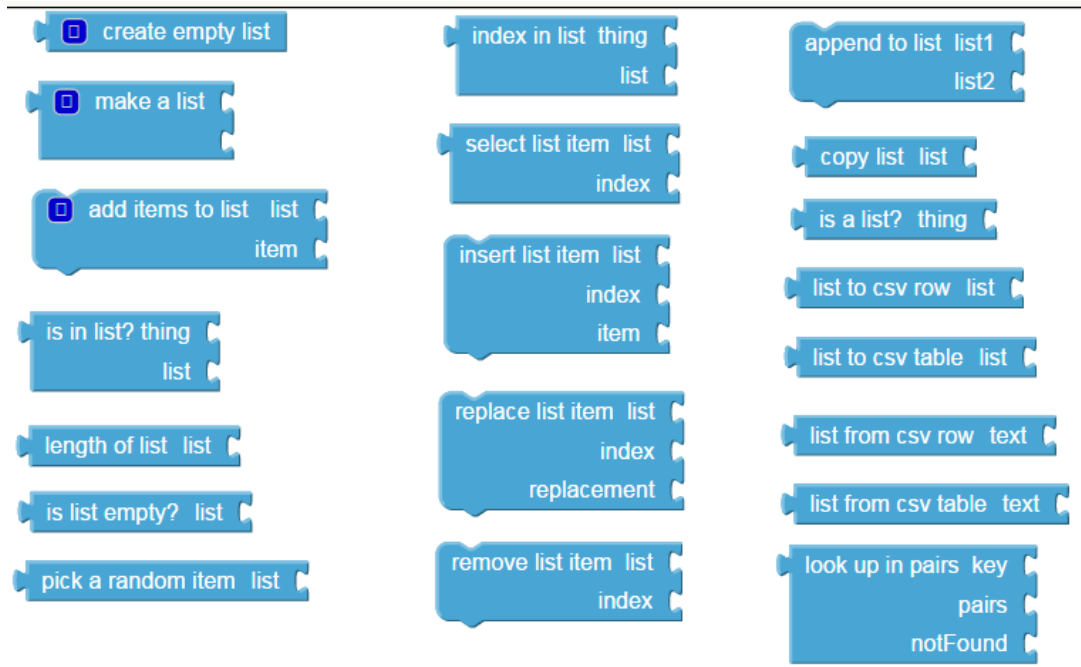 create empty list
make a list
add items to list list
item
is in list? thing
list
length of list list
is list empty? list
pick a random item list
index in list thing
list
select list item list
index
insert list item list
index
item
replace list item list
index
replacement
remove list item list
index
append to list list1
list2
copy list list
is a list? thing
list to csv row list
list to csv table list
list from csv row text
list from csv table text
look up in pairs key
pairs
notFound